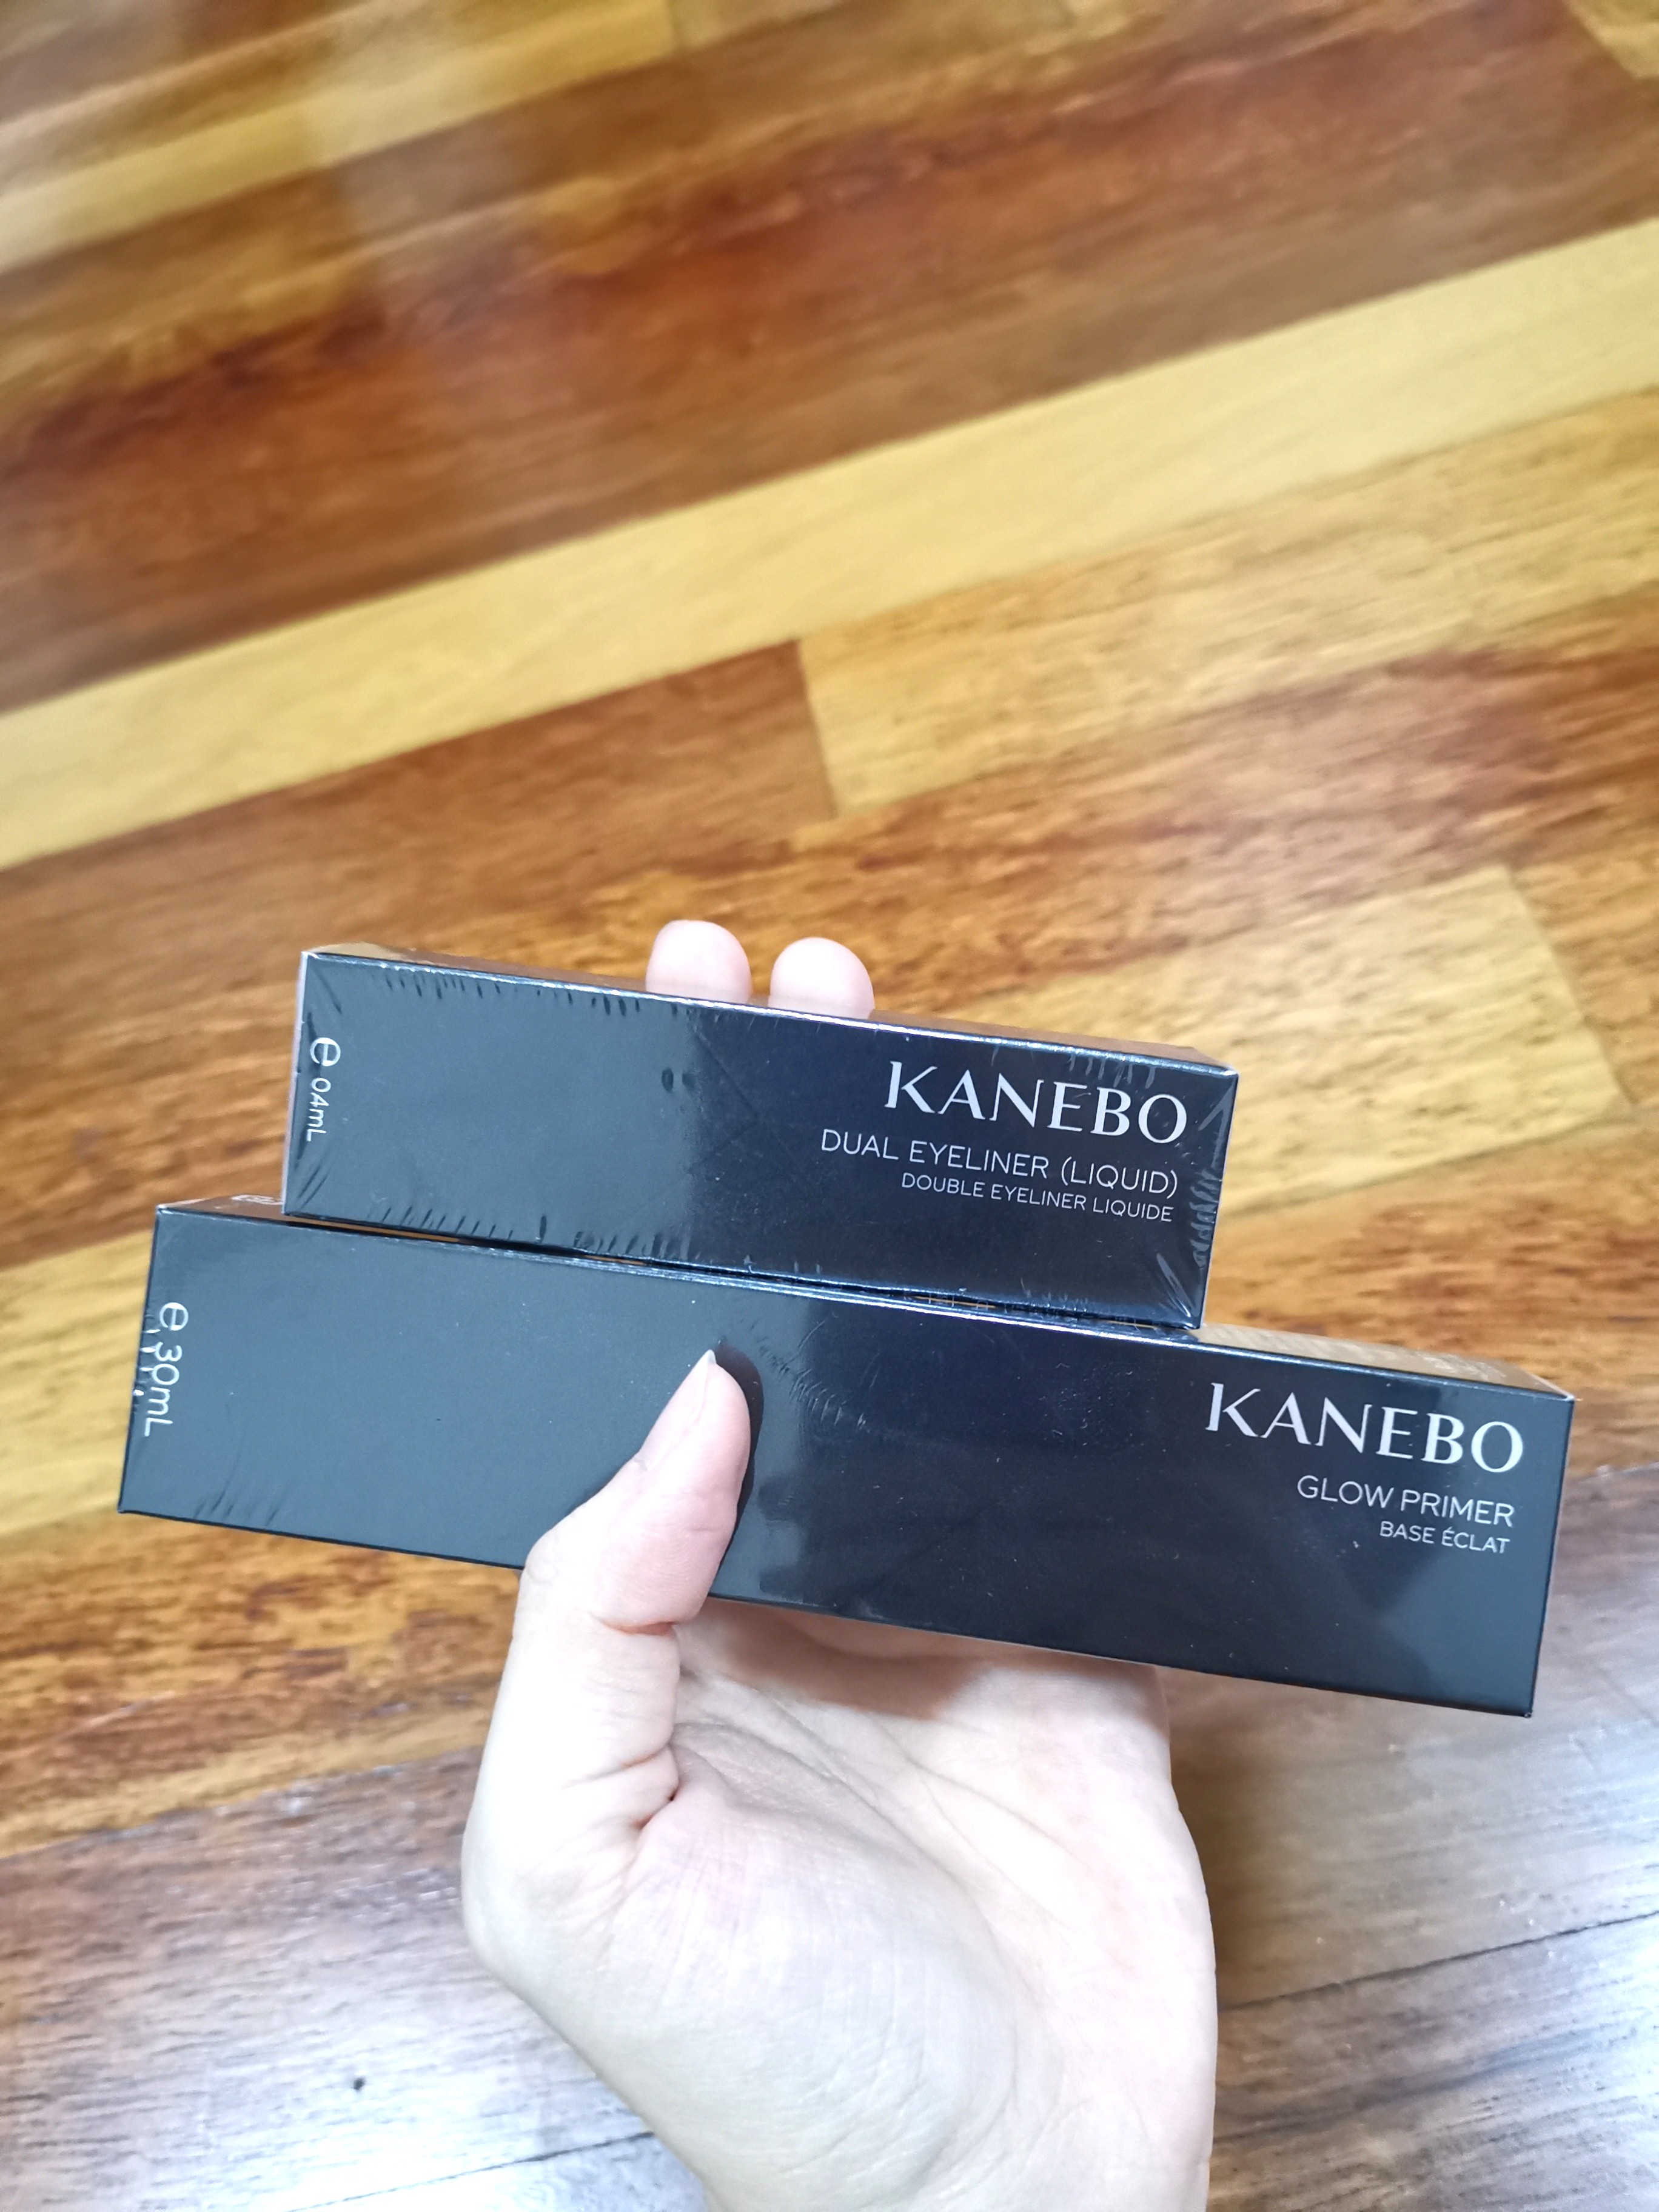 KANEBO
DUAL EYELINER (LIQUID)
DOUBLE EYELINER LIQUIDE
℮ 0.4mL
KANEBO
GLOW PRIMER
BASE ÉCLAT
℮ 30mL